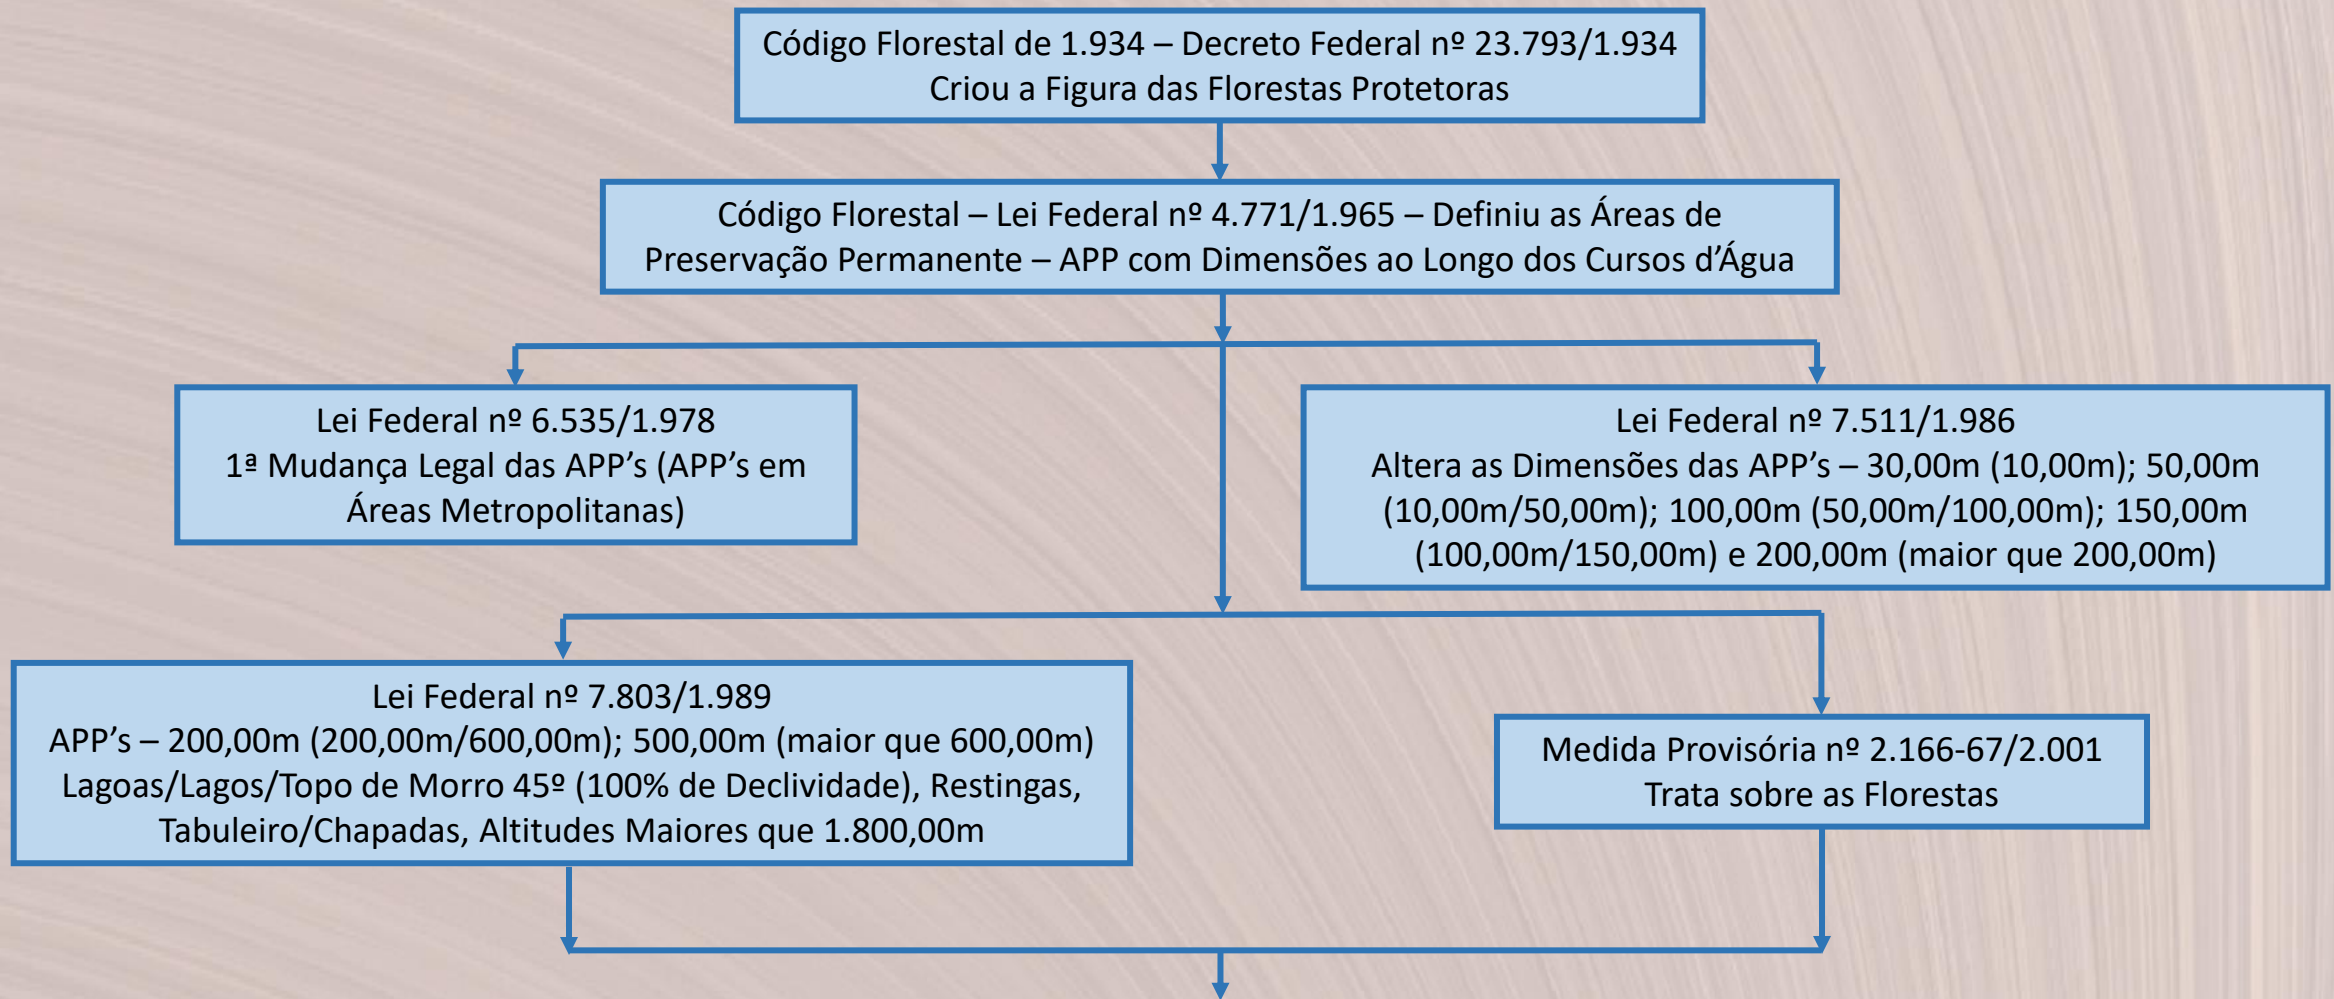 Código Florestal de 1.934 – Decreto Federal nº 23.793/1.934
Criou a Figura das Florestas Protetoras
Código Florestal – Lei Federal nº 4.771/1.965 – Definiu as Áreas de
Preservação Permanente – APP com Dimensões ao Longo dos Cursos d’Água
Lei Federal nº 6.535/1.978
1ª Mudança Legal das APP’s (APP’s em
Áreas Metropolitanas)
Lei Federal nº 7.511/1.986
Altera as Dimensões das APP’s – 30,00m (10,00m); 50,00m
(10,00m/50,00m); 100,00m (50,00m/100,00m); 150,00m
(100,00m/150,00m) e 200,00m (maior que 200,00m)
Lei Federal nº 7.803/1.989
APP’s – 200,00m (200,00m/600,00m); 500,00m (maior que 600,00m)
Lagoas/Lagos/Topo de Morro 45º (100% de Declividade), Restingas,
Tabuleiro/Chapadas, Altitudes Maiores que 1.800,00m
Medida Provisória nº 2.166-67/2.001
Trata sobre as Florestas